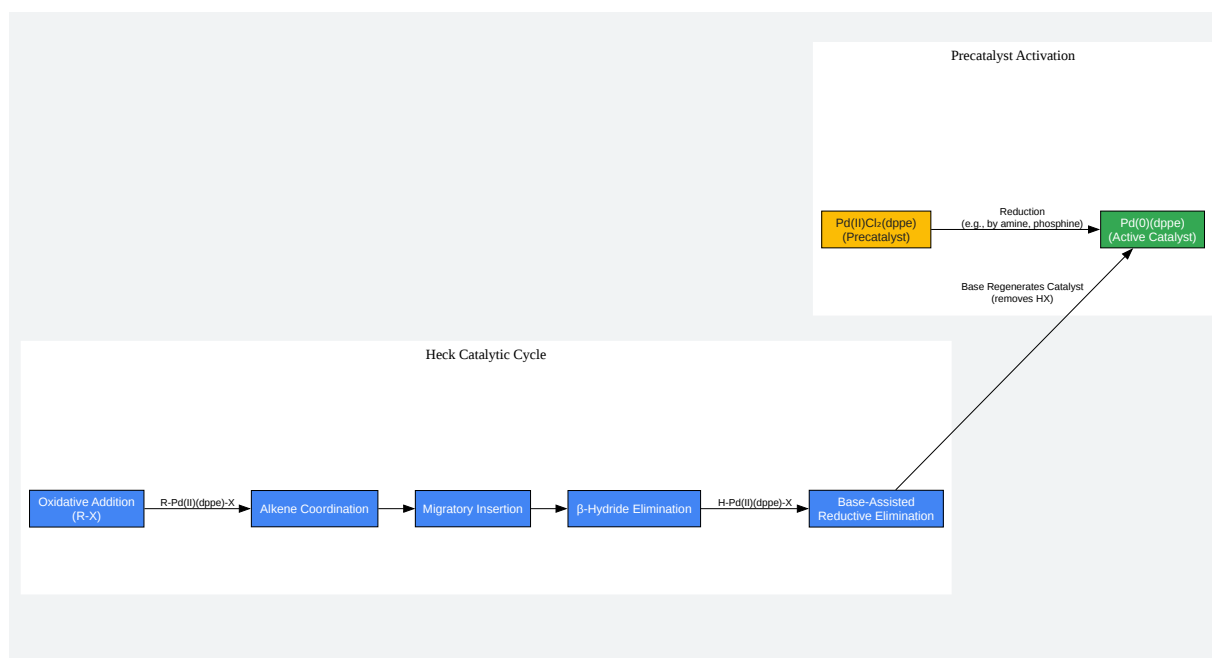 Precatalyst Activation
Pd(II)Cl₂(dppe)
(Precatalyst)
Reduction
(e.g., by amine, phosphine)
Pd(0)(dppe)
(Active Catalyst)
Base Regenerates Catalyst
(removes HX)
Heck Catalytic Cycle
Oxidative Addition
(R-X)
R-Pd(II)(dppe)-X
Alkene Coordination
Migratory Insertion
β-Hydride Elimination
H-Pd(II)(dppe)-X
Base-Assisted
Reductive Elimination